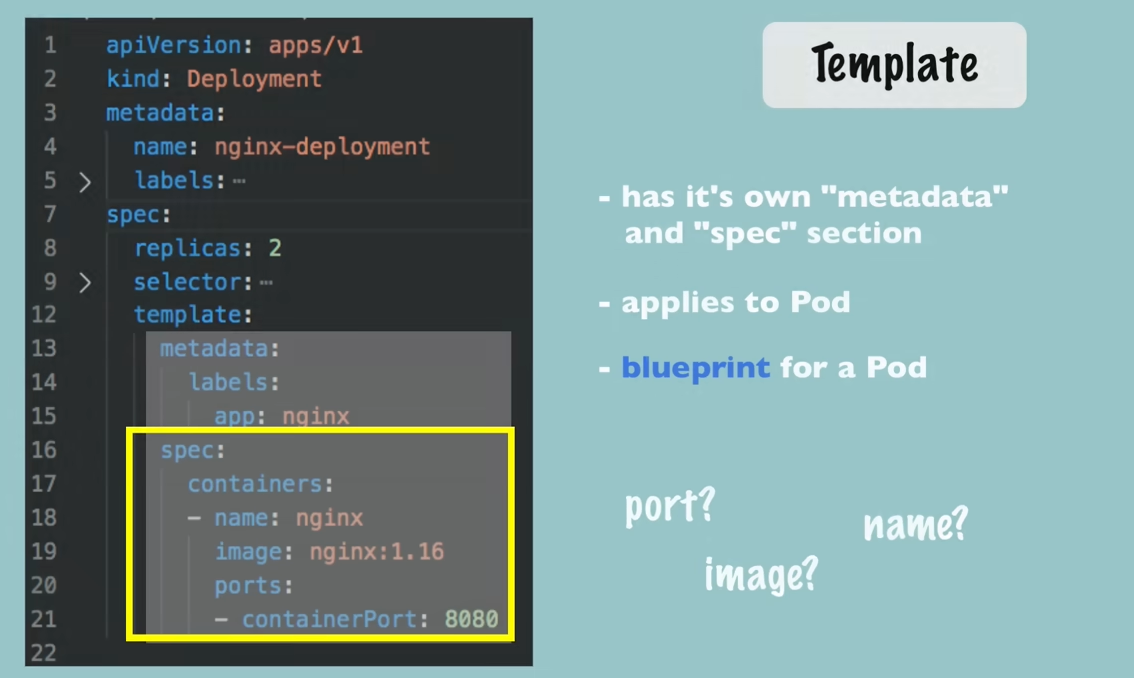 1 apiVersion: apps/v1
2 kind: Deployment
3 metadata:
4 name: nginx-deployment
5 > labels: ⋯
7 spec:
8 replicas: 2
9 > selector: ⋯
12 template:
13 metadata:
14 labels:
15 app: nginx
16 spec:
17 containers:
18 - name: nginx
19 image: nginx:1.16
20 ports:
21 - containerPort: 8080
22
Template
- has it's own "metadata"
and "spec" section
- applies to Pod
- blueprint for a Pod
port?
name?
image?